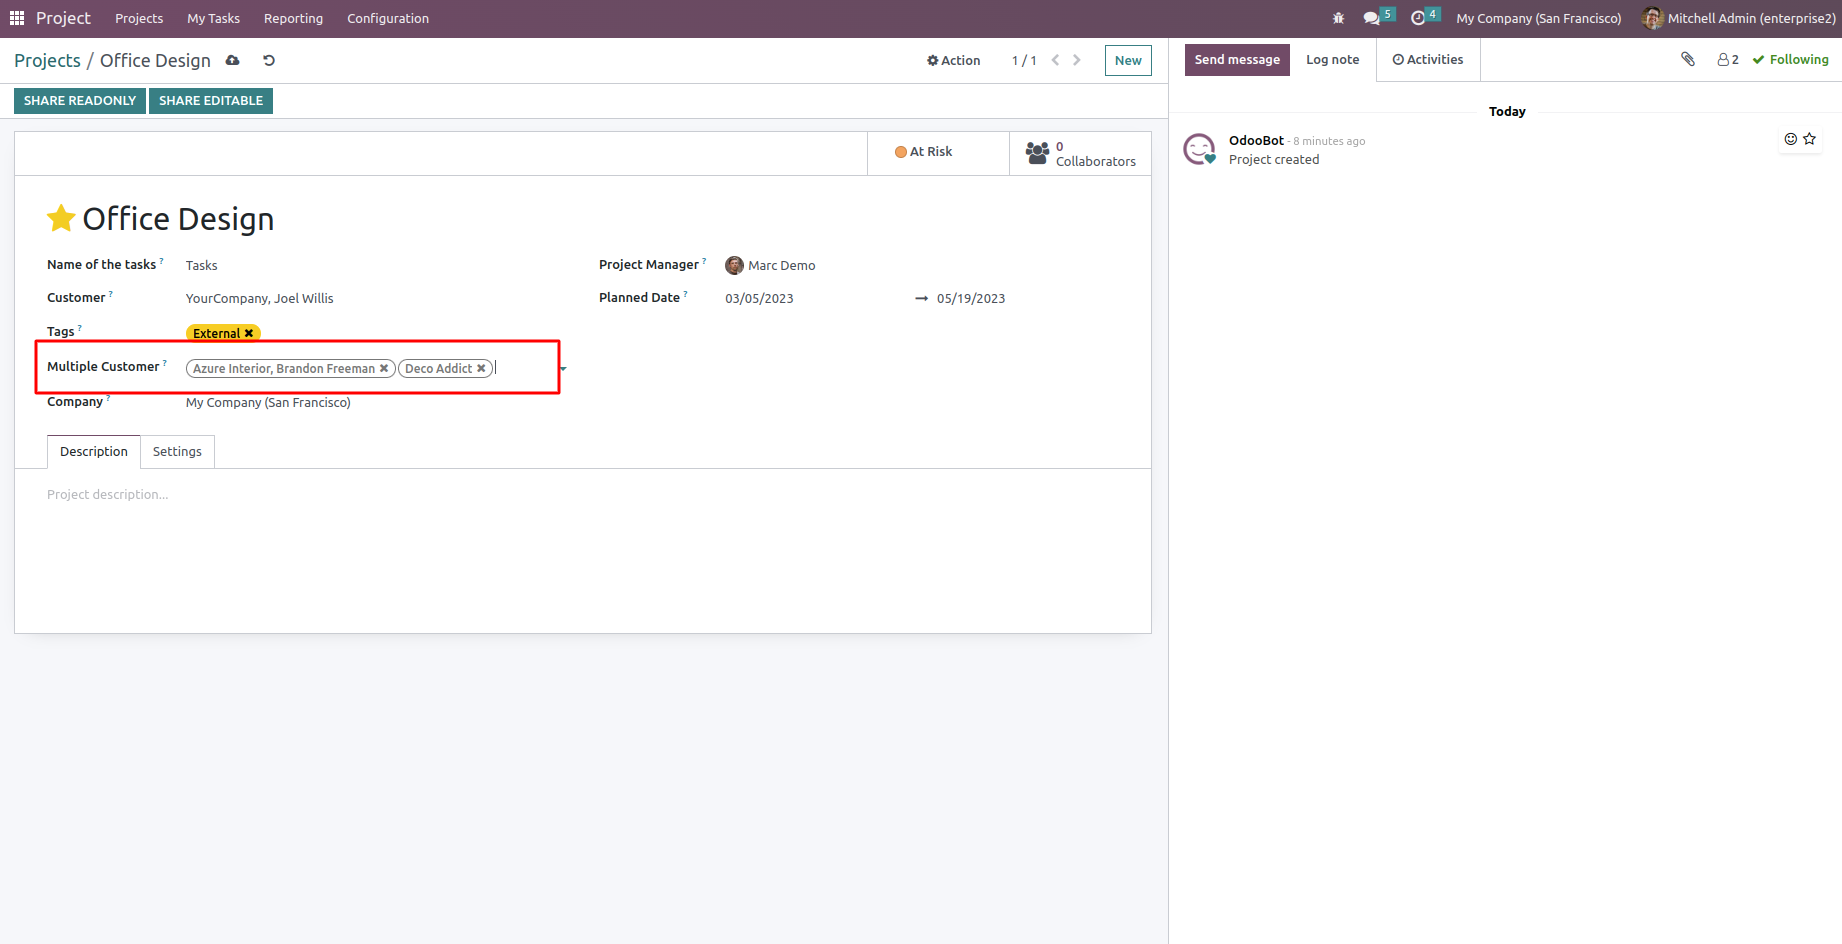 Project Projects My Tasks Reporting Configuration 5 4 My Company (San Francisco) Mitchell Admin (enterprise2)
Projects / Office Design Action 1 / 1 New
SHARE READONLY SHARE EDITABLE
At Risk 0 Collaborators
Office Design
Name of the tasks ? Tasks
Customer ? YourCompany, Joel Willis
Tags ? External
Multiple Customer ? Azure Interior, Brandon Freeman Deco Addict
Company ? My Company (San Francisco)
Project Manager ? Marc Demo
Planned Date ? 03/05/2023 → 05/19/2023
Description Settings
Project description...
Send message Log note Activities 2 Following
Today
OdooBot - 8 minutes ago
Project created